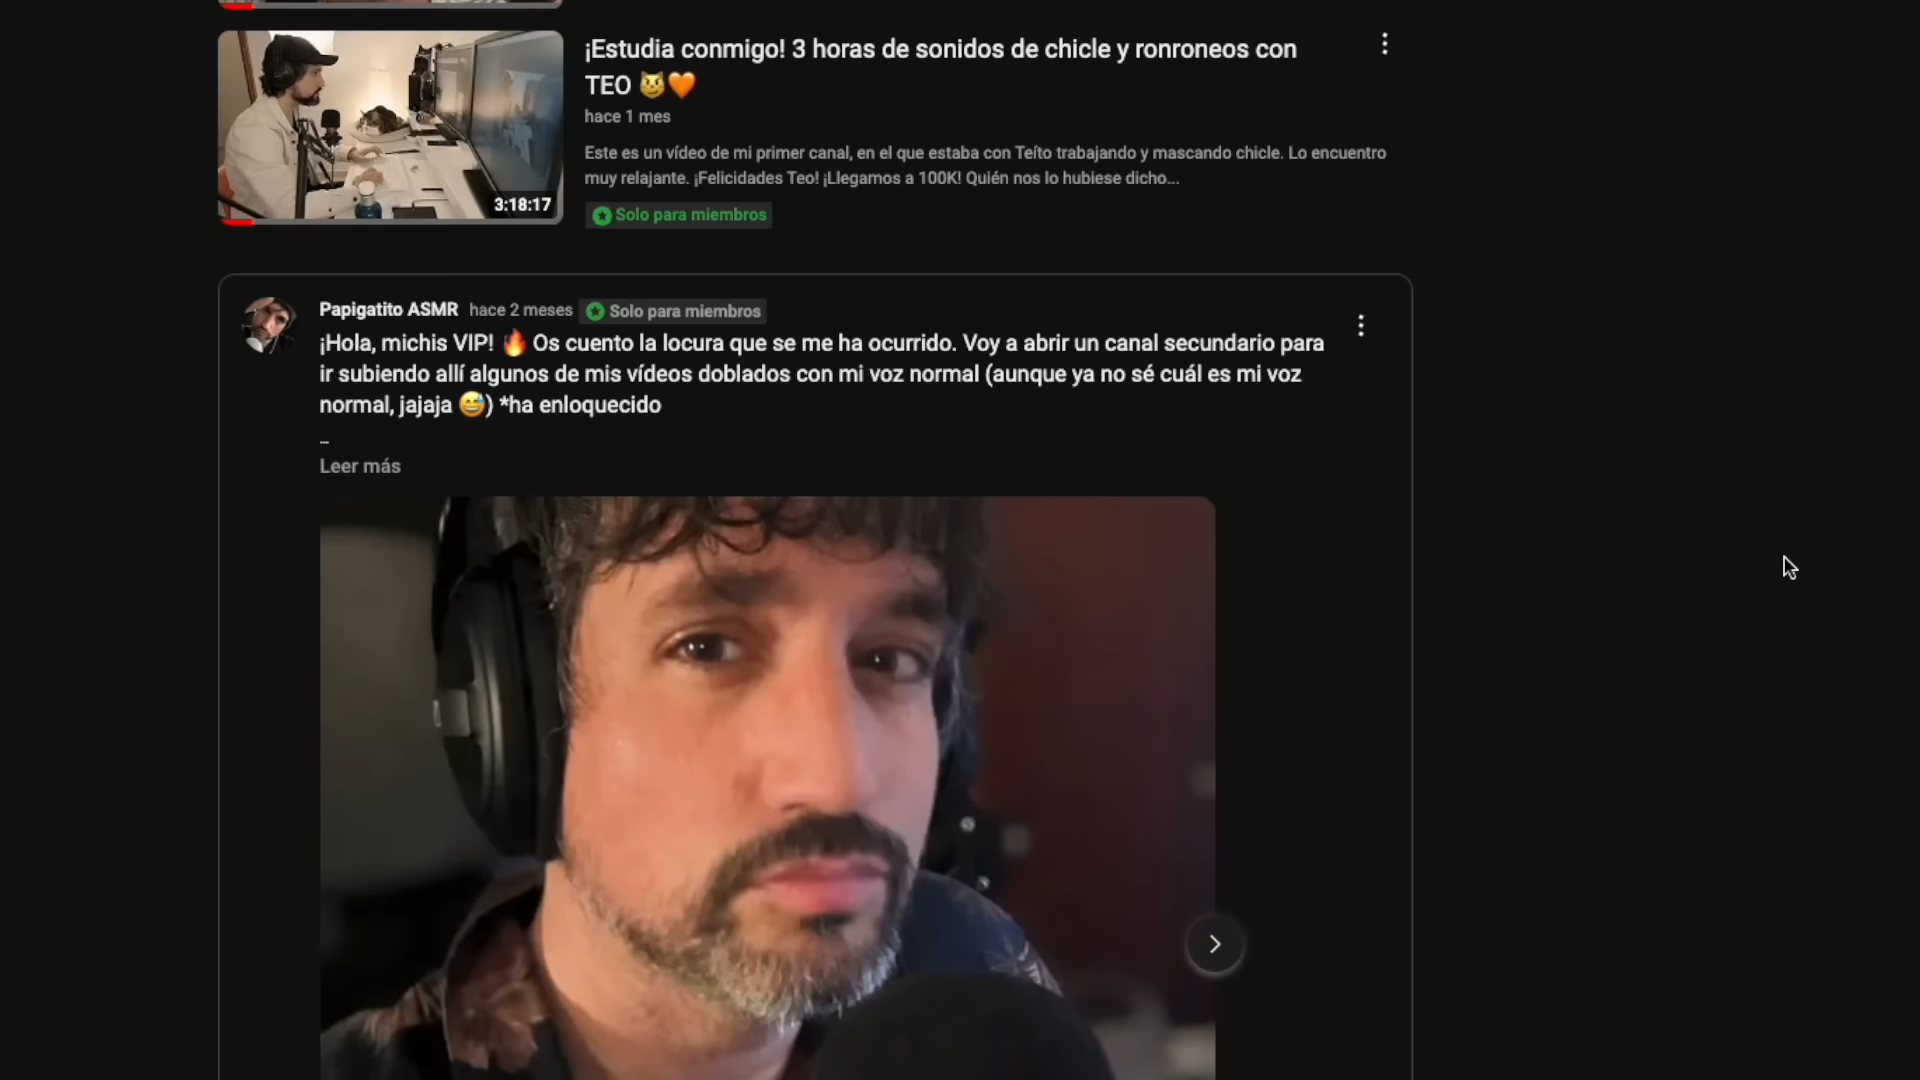 ¡Estudia conmigo! 3 horas de sonidos de chicle y ronroneos con
TEO 😼🧡
hace 1 mes
Este es un vídeo de mi primer canal, en el que estaba con Teíto trabajando y mascando chicle. Lo encuentro
muy relajante. ¡Felicidades Teo! ¡Llegamos a 100K! Quién nos lo hubiese dicho...
3:18:17
Solo para miembros
Papigatito ASMR hace 2 meses Solo para miembros
¡Hola, michis VIP! 🔥 Os cuento la locura que se me ha ocurrido. Voy a abrir un canal secundario para
ir subiendo allí algunos de mis vídeos doblados con mi voz normal (aunque ya no sé cuál es mi voz
normal, jajaja 😅) *ha enloquecido
...
Leer más